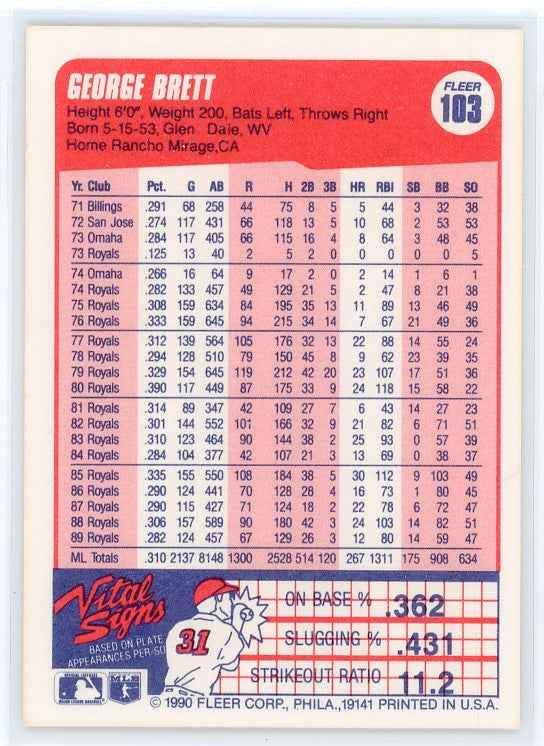 GEORGE BRETT
FLEER
103
Height 6'0", Weight 200, Bats Left, Throws Right
Born 5-15-53, Glen Dale, WV
Home Rancho Mirage,CA
Yr. Club Pct. G AB R H 2B 3B HR RBI SB BB SO
71 Billings .291 68 258 44 75 8 5 5 44 3 32 38
72 San Jose .274 117 431 66 118 13 5 10 68 2 53 53
73 Omaha .284 117 405 66 115 16 4 8 64 3 48 45
73 Royals .125 13 40 2 5 2 0 0 0 0 0 5
74 Omaha .266 16 64 9 17 2 0 2 14 1 6 1
74 Royals .282 133 457 49 129 21 5 2 47 8 21 38
75 Royals .308 159 634 84 195 35 13 11 89 13 46 49
76 Royals .333 159 645 94 215 34 14 7 67 21 49 36
77 Royals .312 139 564 105 176 32 13 22 88 14 55 24
78 Royals .294 128 510 79 150 45 8 9 62 23 39 35
79 Royals .329 154 645 119 212 42 20 23 107 17 51 36
80 Royals .390 117 449 87 175 33 9 24 118 15 58 22
81 Royals .314 89 347 42 109 27 7 6 43 14 27 23
82 Royals .301 144 552 101 166 32 9 21 82 6 71 51
83 Royals .310 123 464 90 144 38 2 25 93 0 57 39
84 Royals .284 104 377 42 107 21 3 13 69 0 38 37
85 Royals .335 155 550 108 184 38 5 30 112 9 103 49
86 Royals .290 124 441 70 128 28 4 16 73 1 80 45
87 Royals .290 115 427 71 124 18 2 22 78 6 72 47
88 Royals .306 157 589 90 180 42 3 24 103 14 82 51
89 Royals .282 124 457 67 129 26 3 12 80 14 59 47
ML Totals .310 2137 8148 1300 2528 514 120 267 1311 175 908 634
Vital
Signs
BASED ON PLATE
APPEARANCES PER/SO
31
ON BASE % .362
SLUGGING % .431
STRIKEOUT RATIO 11.2
MLB
© 1990 FLEER CORP., PHILA.,19141 PRINTED IN U.S.A.